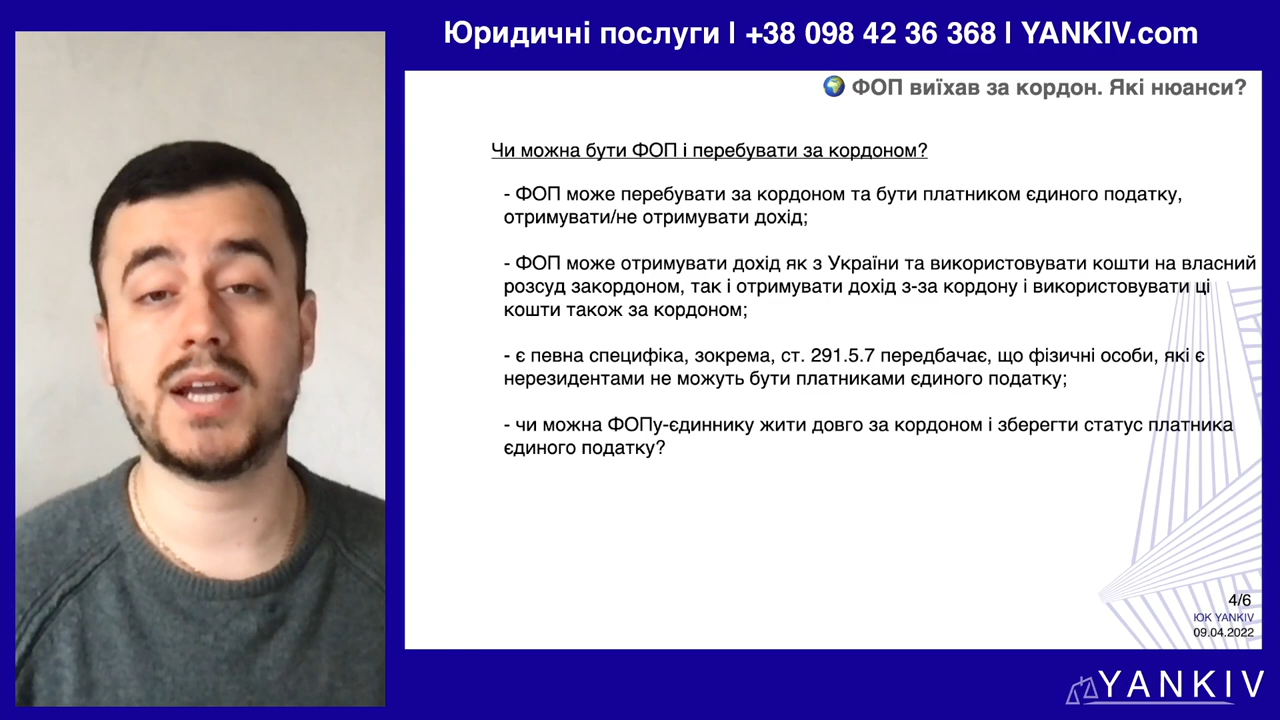 Юридичні послуги | +38 098 42 36 368 | YANKIV.com
ФОП виїхав за кордон. Які нюанси?
Чи можна бути ФОП і перебувати за кордоном?
- ФОП може перебувати за кордоном та бути платником єдиного податку,
отримувати/не отримувати дохід;
- ФОП може отримувати дохід як з України та використовувати кошти на власний
розсуд закордоном, так і отримувати дохід з-за кордону і використовувати ці
кошти також за кордоном;
- є певна специфіка, зокрема, ст. 291.5.7 передбачає, що фізичні особи, які є
нерезидентами не можуть бути платниками єдиного податку;
- чи можна ФОПу-єдиннику жити довго за кордоном і зберегти статус платника
єдиного податку?
4/6
ЮК YANKIV
09.04.2022
YANKIV